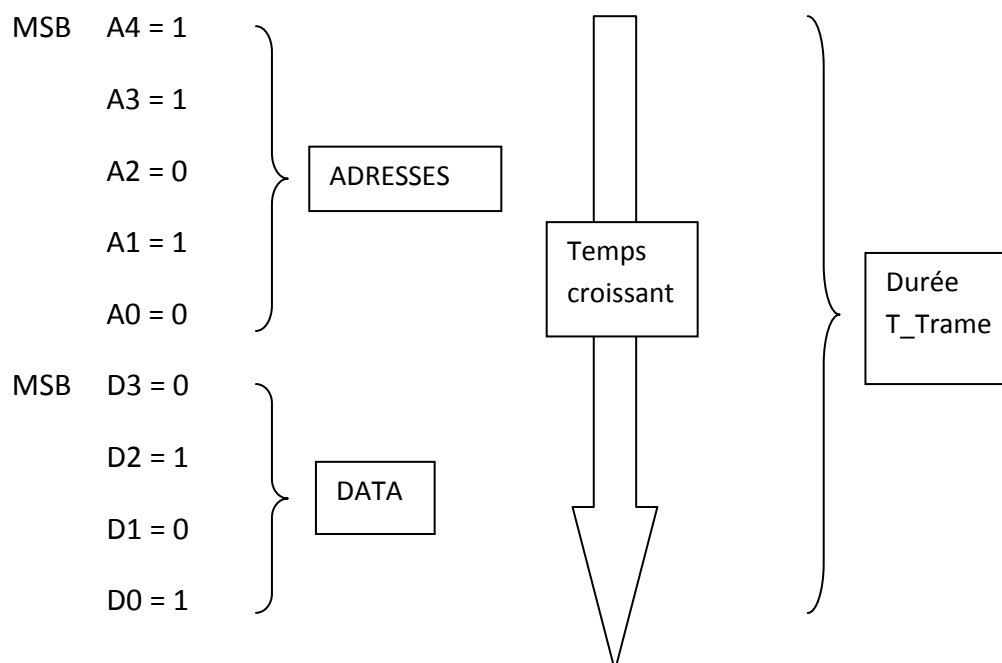 MSB A4 = 1
A3 = 1
A2 = 0
ADRESSES
A1 = 1
Temps
croissant
A0 = 0
Durée
T_Trame
MSB D3 = 0
D2 = 1
DATA
D1 = 0
D0 = 1